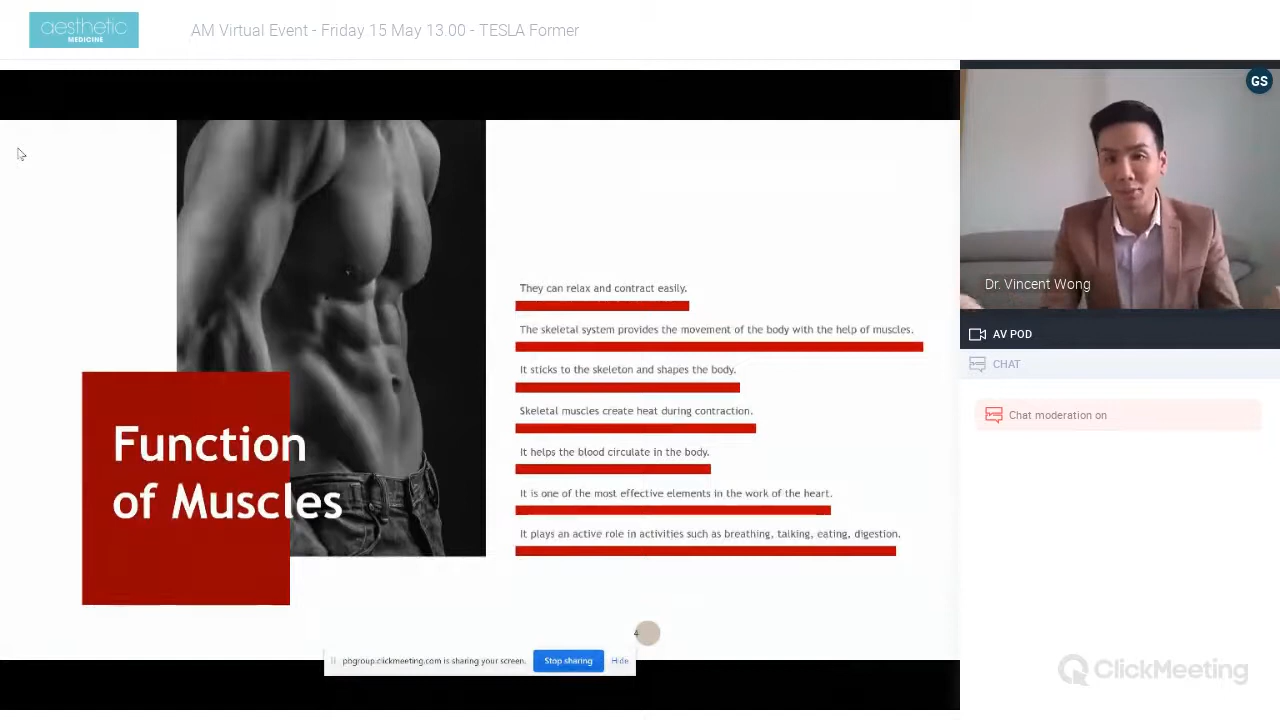 aesthetic
MEDICINE
AM Virtual Event - Friday 15 May 13.00 - TESLA Former
GS
Dr. Vincent Wong
AV POD
CHAT
Chat moderation on
They can relax and contract easily.
The skeletal system provides the movement of the body with the help of muscles.
It sticks to the skeleton and shapes the body.
Skeletal muscles create heat during contraction.
It helps the blood circulate in the body.
It is one of the most effective elements in the work of the heart.
It plays an active role in activities such as breathing, talking, eating, digestion.
Function
of Muscles
4
pbgroup.clickmeeting.com is sharing your screen.
Stop sharing
Hide
ClickMeeting